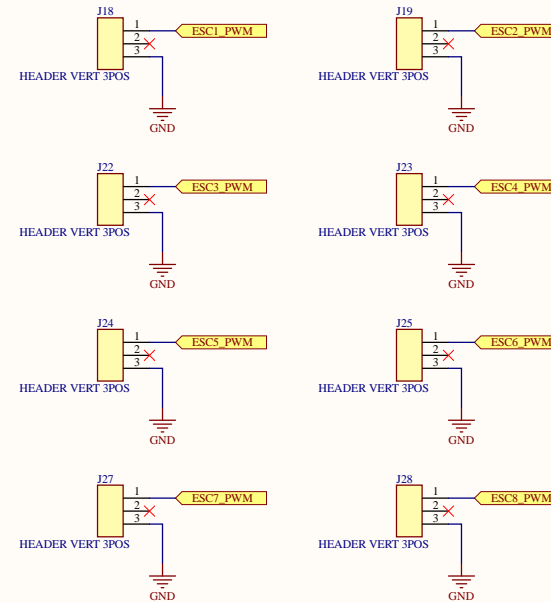 J18
1
ESC1_PWM
2
3
HEADER VERT 3POS
GND
J19
1
ESC2_PWM
2
3
HEADER VERT 3POS
GND
J22
1
ESC3_PWM
2
3
HEADER VERT 3POS
GND
J23
1
ESC4_PWM
2
3
HEADER VERT 3POS
GND
J24
1
ESC5_PWM
2
3
HEADER VERT 3POS
GND
J25
1
ESC6_PWM
2
3
HEADER VERT 3POS
GND
J27
1
ESC7_PWM
2
3
HEADER VERT 3POS
GND
J28
1
ESC8_PWM
2
3
HEADER VERT 3POS
GND